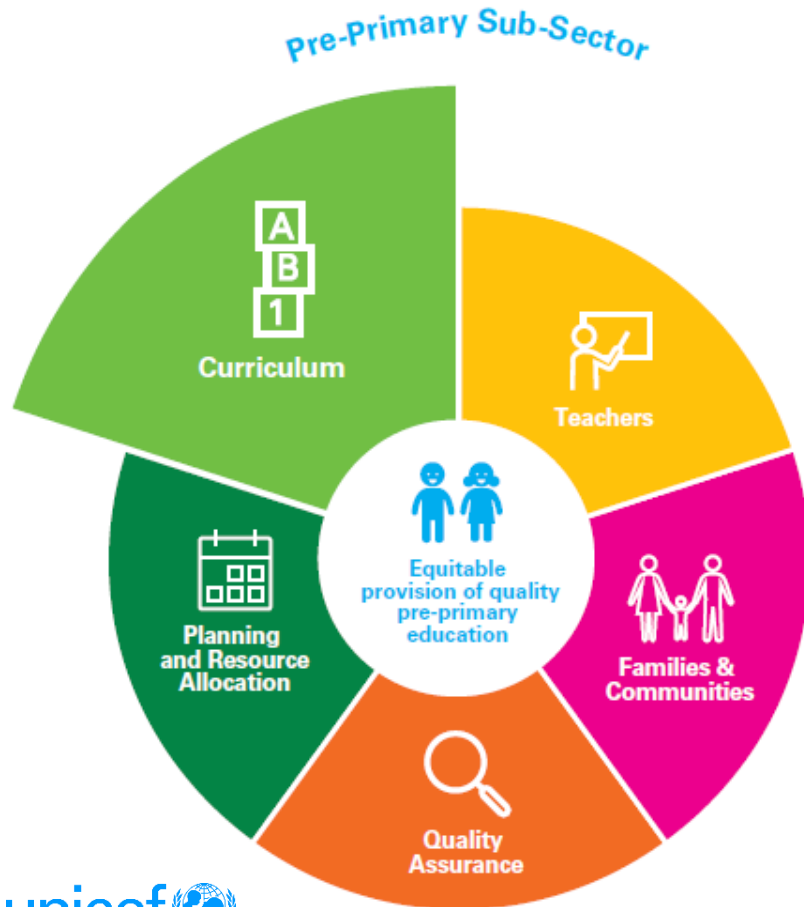 Pre-Primary Sub-Sector
A
B
1
Curriculum
Teachers
Equitable
provision of quality
pre-primary
education
Planning
and Resource
Allocation
Families &
Communities
Quality
Assurance
unicef